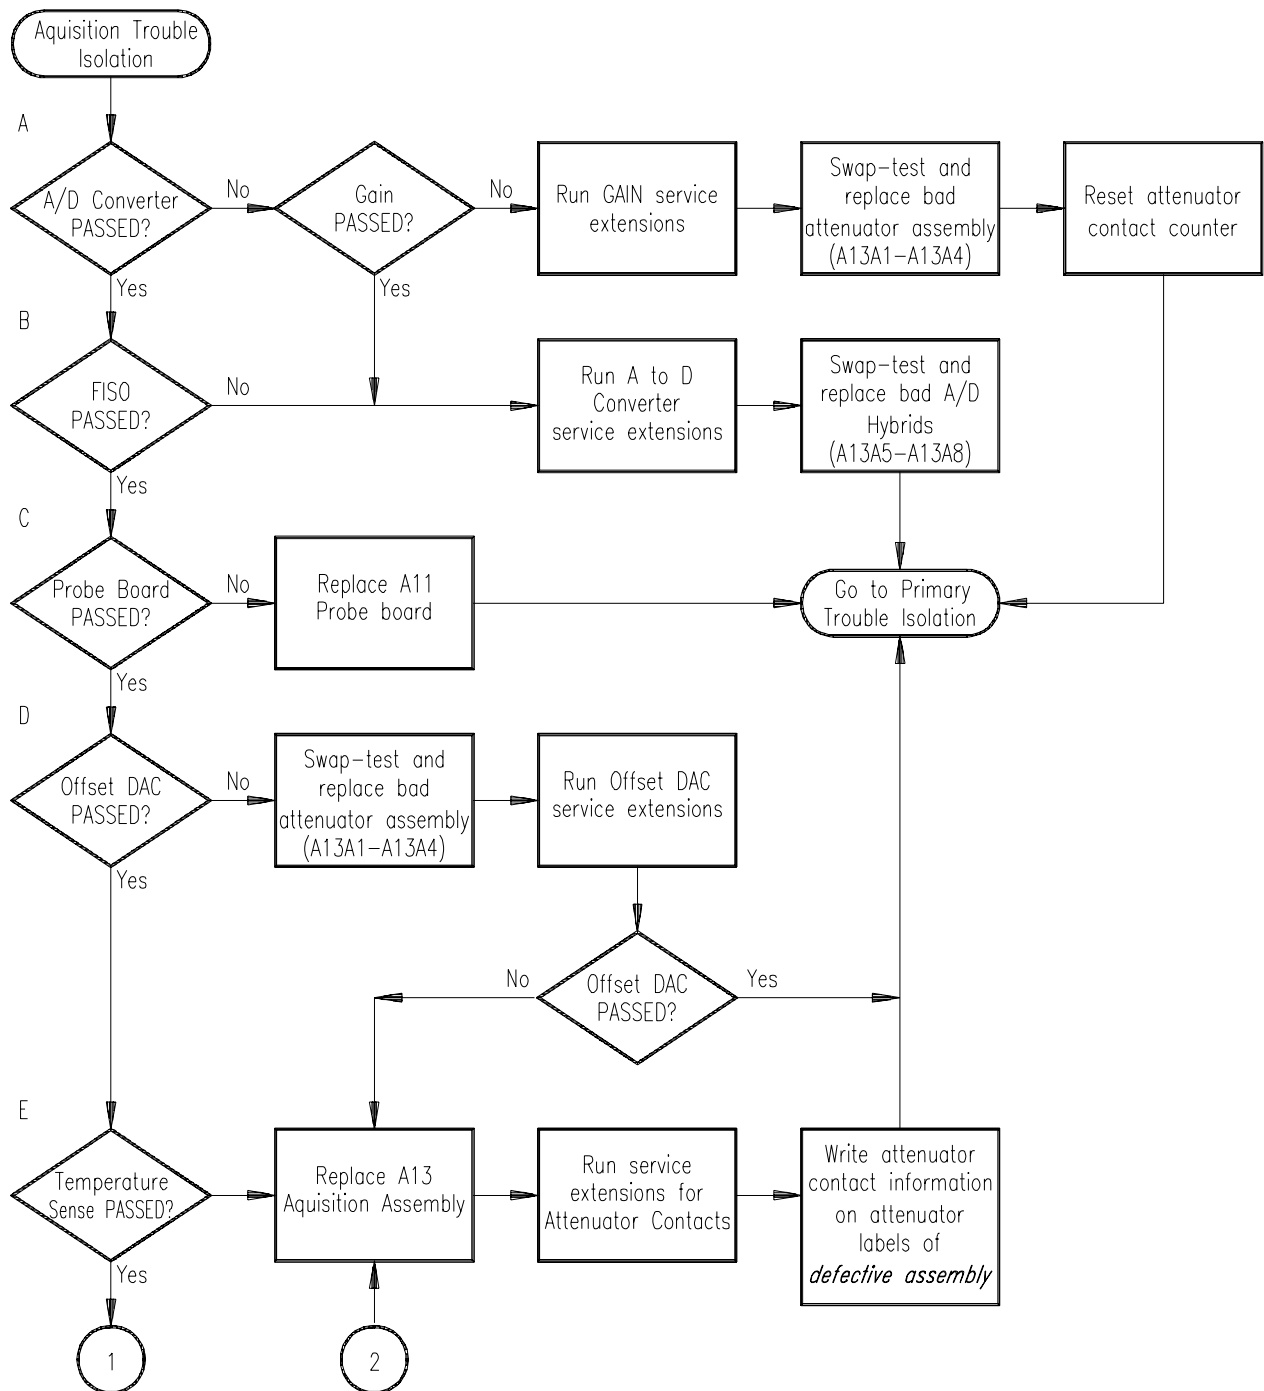 Aquisition Trouble
Isolation
A
A/D Converter
PASSED?
No
Yes
Gain
PASSED?
No
Yes
Run GAIN service
extensions
Swap-test and
replace bad
attenuator assembly
(A13A1-A13A4)
Reset attenuator
contact counter
B
FISO
PASSED?
No
Yes
Run A to D
Converter
service extensions
Swap-test and
replace bad A/D
Hybrids
(A13A5-A13A8)
C
Probe Board
PASSED?
No
Yes
Replace A11
Probe board
Go to Primary
Trouble Isolation
D
Offset DAC
PASSED?
No
Yes
Swap-test and
replace bad
attenuator assembly
(A13A1-A13A4)
Run Offset DAC
service extensions
Offset DAC
PASSED?
No
Yes
E
Temperature
Sense PASSED?
Yes
Replace A13
Aquisition Assembly
Run service
extensions for
Attenuator Contacts
Write attenuator
contact information
on attenuator
labels of
defective assembly
1
2